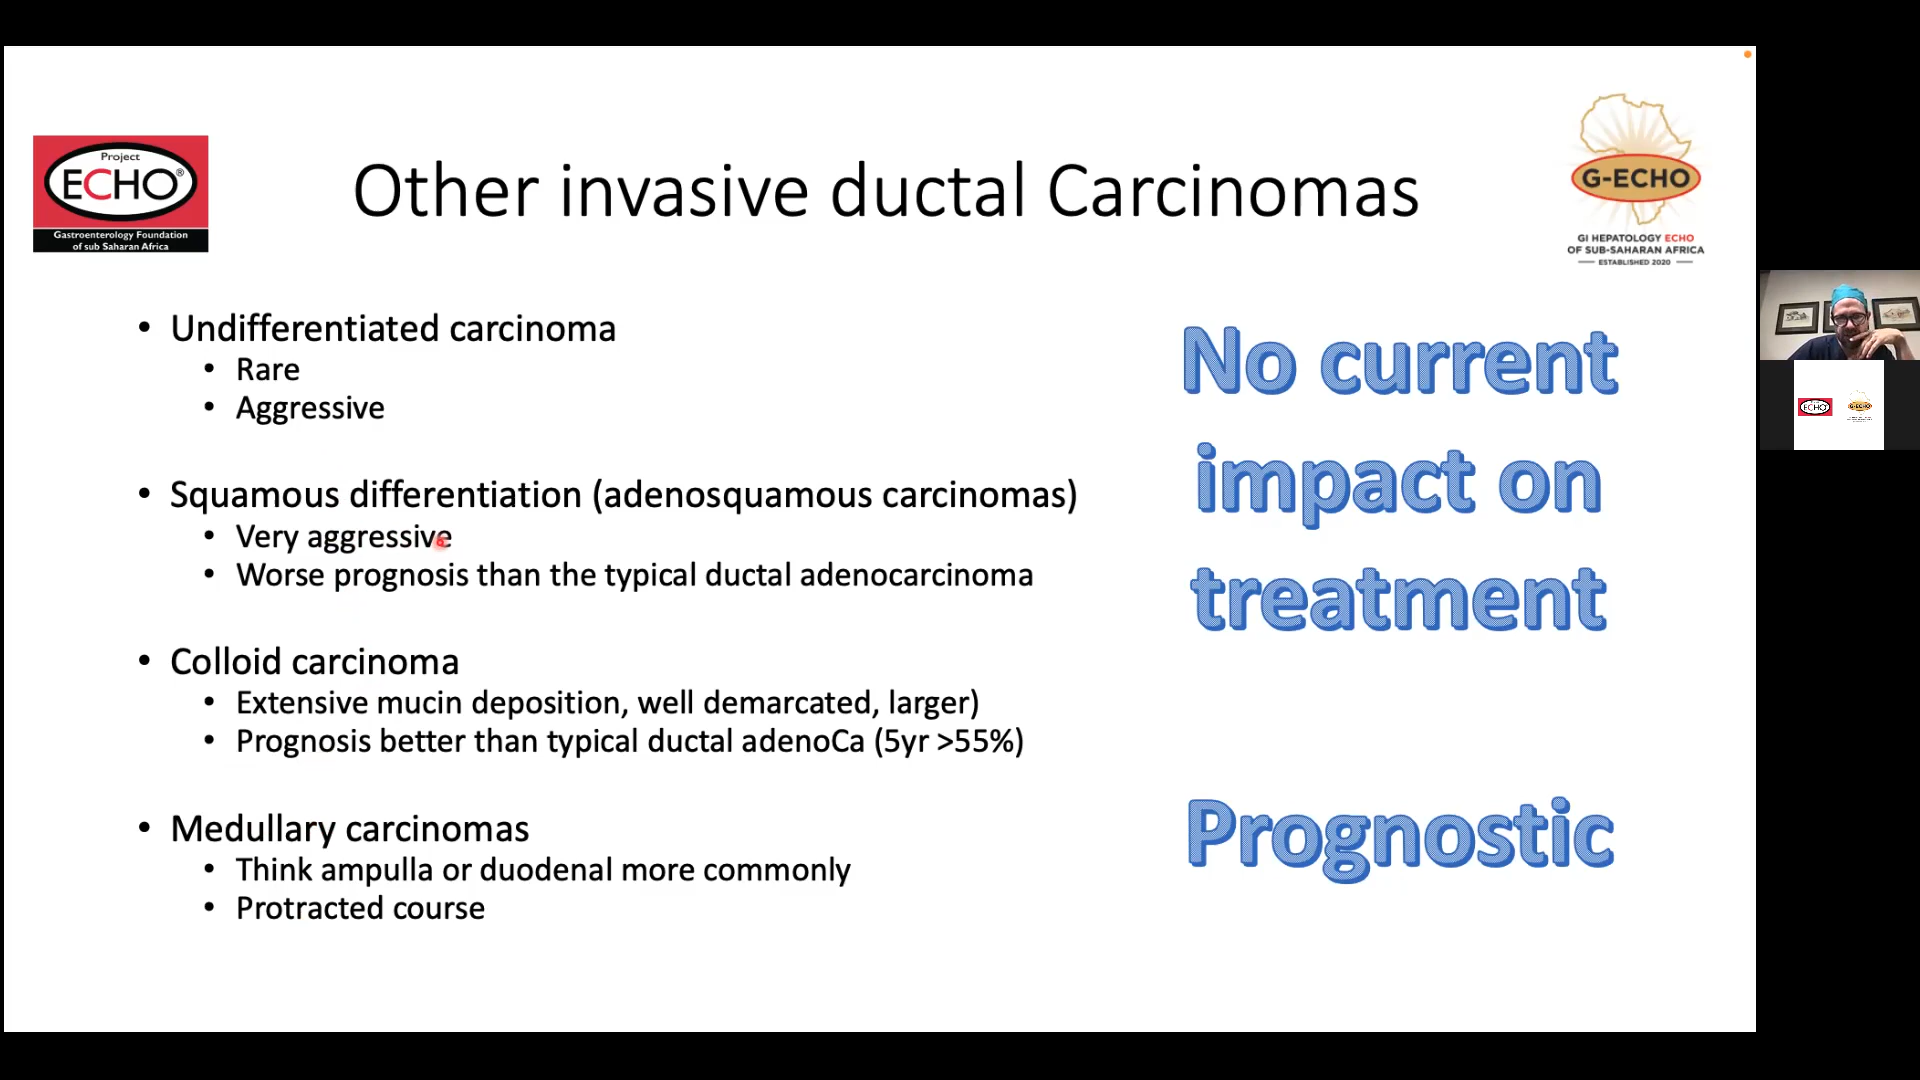 Project
ECHO®
Gastroenterology Foundation
of sub Saharan Africa
Other invasive ductal Carcinomas
G-ECHO
GI HEPATOLOGY ECHO
OF SUB-SAHARAN AFRICA
ESTABLISHED 2020
• Undifferentiated carcinoma
• Rare
• Aggressive
• Squamous differentiation (adenosquamous carcinomas)
• Very aggressive
• Worse prognosis than the typical ductal adenocarcinoma
• Colloid carcinoma
• Extensive mucin deposition, well demarcated, larger)
• Prognosis better than typical ductal adenoCa (5yr >55%)
• Medullary carcinomas
• Think ampulla or duodenal more commonly
• Protracted course
No current
impact on
treatment
Prognostic
ECHO
G-ECHO